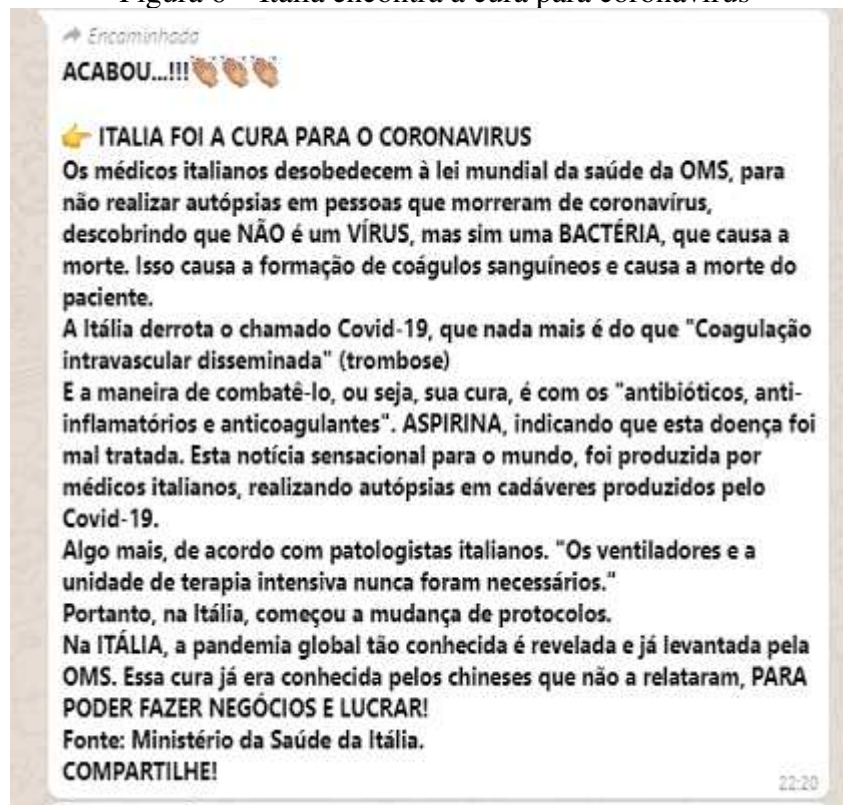 Figura 6 – Itália encontra a cura para coronavírus
Encaminhada
ACABOU...!!!👏🏼👏🏼👏🏼
👉 ITALIA FOI A CURA PARA O CORONAVIRUS
Os médicos italianos desobedecem à lei mundial da saúde da OMS, para
não realizar autópsias em pessoas que morreram de coronavírus,
descobrindo que NÃO é um VÍRUS, mas sim uma BACTÉRIA, que causa a
morte. Isso causa a formação de coágulos sanguíneos e causa a morte do
paciente.
A Itália derrota o chamado Covid-19, que nada mais é do que "Coagulação
intravascular disseminada" (trombose)
E a maneira de combatê-lo, ou seja, sua cura, é com os "antibióticos, anti-
inflamatórios e anticoagulantes". ASPIRINA, indicando que esta doença foi
mal tratada. Esta notícia sensacional para o mundo, foi produzida por
médicos italianos, realizando autópsias em cadáveres produzidos pelo
Covid-19.
Algo mais, de acordo com patologistas italianos. "Os ventiladores e a
unidade de terapia intensiva nunca foram necessários."
Portanto, na Itália, começou a mudança de protocolos.
Na ITÁLIA, a pandemia global tão conhecida é revelada e já levantada pela
OMS. Essa cura já era conhecida pelos chineses que não a relataram, PARA
PODER FAZER NEGÓCIOS E LUCRAR!
Fonte: Ministério da Saúde da Itália.
COMPARTILHE!
22:20